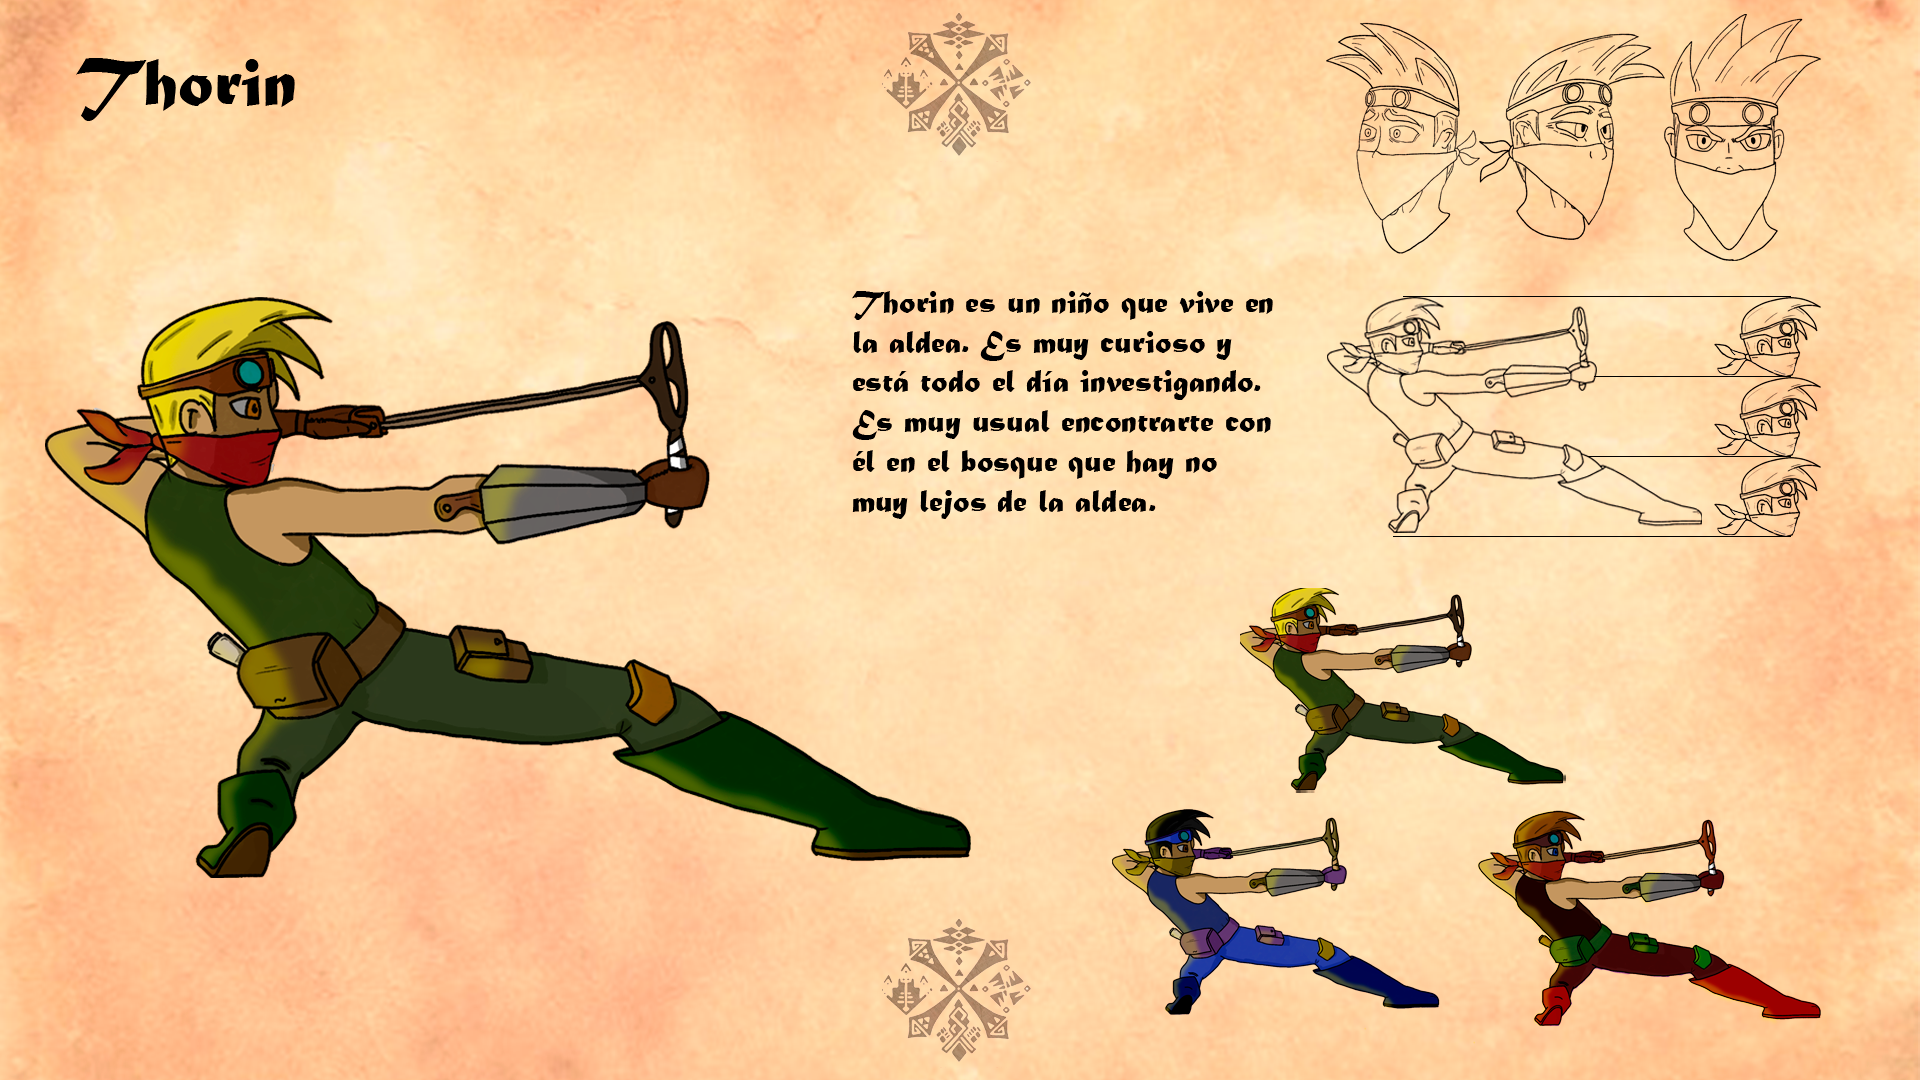 Thorin
Thorin es un niño que vive en
la aldea. Es muy curioso y
está todo el día investigando.
Es muy usual encontrarte con
él en el bosque que hay no
muy lejos de la aldea.